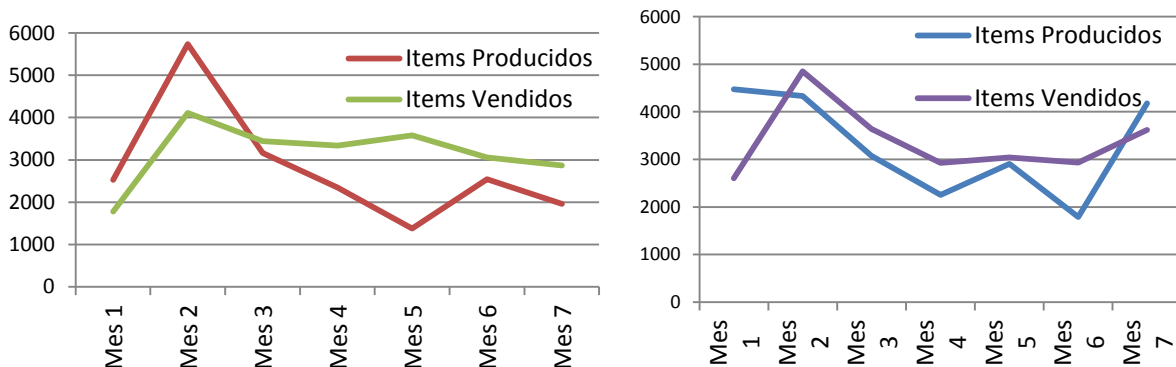 6000
5000
4000
3000
2000
1000
0
Items Producidos
Items Vendidos
Mes 1
Mes 2
Mes 3
Mes 4
Mes 5
Mes 6
Mes 7
6000
5000
4000
3000
2000
1000
0
Items Producidos
Items Vendidos
Mes
1
Mes
2
Mes
3
Mes
4
Mes
5
Mes
6
Mes
7